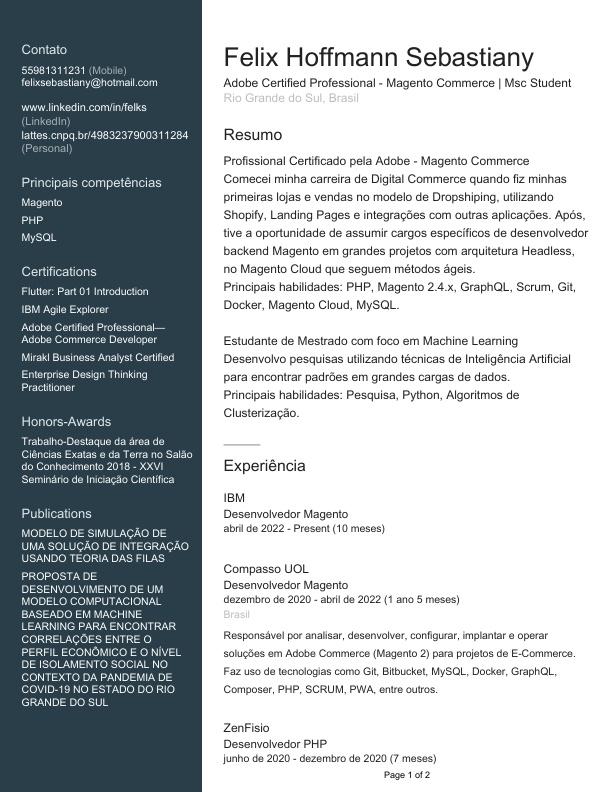 Contato
55981311231 (Mobile)
felixsebastiany@hotmail.com
www.linkedin.com/in/felks
(LinkedIn)
lattes.cnpq.br/4983237900311284
(Personal)
Principais competências
Magento
PHP
MySQL
Certifications
Flutter: Part 01 Introduction
IBM Agile Explorer
Adobe Certified Professional—
Adobe Commerce Developer
Mirakl Business Analyst Certified
Enterprise Design Thinking
Practitioner
Honors-Awards
Trabalho-Destaque da área de
Ciências Exatas e da Terra no Salão
do Conhecimento 2018 - XXVI
Seminário de Iniciação Científica
Publications
MODELO DE SIMULAÇÃO DE
UMA SOLUÇÃO DE INTEGRAÇÃO
USANDO TEORIA DAS FILAS
PROPOSTA DE
DESENVOLVIMENTO DE UM
MODELO COMPUTACIONAL
BASEADO EM MACHINE
LEARNING PARA ENCONTRAR
CORRELAÇÕES ENTRE O
PERFIL ECONÔMICO E O NÍVEL
DE ISOLAMENTO SOCIAL NO
CONTEXTO DA PANDEMIA DE
COVID-19 NO ESTADO DO RIO
GRANDE DO SUL
Felix Hoffmann Sebastiany
Adobe Certified Professional - Magento Commerce | Msc Student
Rio Grande do Sul, Brasil
Resumo
Profissional Certificado pela Adobe - Magento Commerce
Comecei minha carreira de Digital Commerce quando fiz minhas
primeiras lojas e vendas no modelo de Dropshiping, utilizando
Shopify, Landing Pages e integrações com outras aplicações. Após,
tive a oportunidade de assumir cargos específicos de desenvolvedor
backend Magento em grandes projetos com arquitetura Headless,
no Magento Cloud que seguem métodos ágeis.
Principais habilidades: PHP, Magento 2.4.x, GraphQL, Scrum, Git,
Docker, Magento Cloud, MySQL.
Estudante de Mestrado com foco em Machine Learning
Desenvolvo pesquisas utilizando técnicas de Inteligência Artificial
para encontrar padrões em grandes cargas de dados.
Principais habilidades: Pesquisa, Python, Algoritmos de
Clusterização.
Experiência
IBM
Desenvolvedor Magento
abril de 2022 - Present (10 meses)
Compasso UOL
Desenvolvedor Magento
dezembro de 2020 - abril de 2022 (1 ano 5 meses)
Brasil
Responsável por analisar, desenvolver, configurar, implantar e operar
soluções em Adobe Commerce (Magento 2) para projetos de E-Commerce.
Faz uso de tecnologias como Git, Bitbucket, MySQL, Docker, GraphQL,
Composer, PHP, SCRUM, PWA, entre outros.
ZenFisio
Desenvolvedor PHP
junho de 2020 - dezembro de 2020 (7 meses)
Page 1 of 2